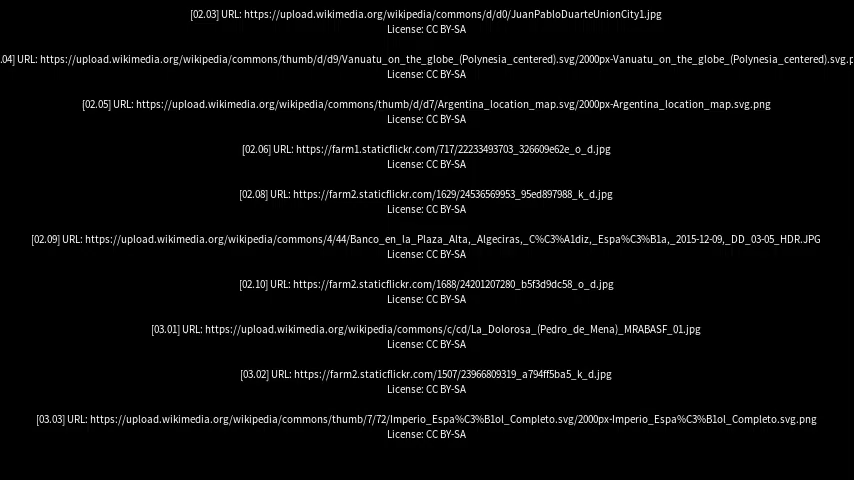 [02.03] URL: https://upload.wikimedia.org/wikipedia/commons/d/d0/JuanPabloDuarteUnionCity1.jpg
License: CC BY-SA
.04] URL: https://upload.wikimedia.org/wikipedia/commons/thumb/d/d9/Vanuatu_on_the_globe_(Polynesia_centered).svg/2000px-Vanuatu_on_the_globe_(Polynesia_centered).svg.p
License: CC BY-SA
[02.05] URL: https://upload.wikimedia.org/wikipedia/commons/thumb/d/d7/Argentina_location_map.svg/2000px-Argentina_location_map.svg.png
License: CC BY-SA
[02.06] URL: https://farm1.staticflickr.com/717/22233493703_326609e62e_o_d.jpg
License: CC BY-SA
[02.08] URL: https://farm2.staticflickr.com/1629/24536569953_95ed897988_k_d.jpg
License: CC BY-SA
[02.09] URL: https://upload.wikimedia.org/wikipedia/commons/4/44/Banco_en_la_Plaza_Alta,_Algeciras,_C%C3%A1diz,_Espa%C3%B1a,_2015-12-09,_DD_03-05_HDR.JPG
License: CC BY-SA
[02.10] URL: https://farm2.staticflickr.com/1688/24201207280_b5f3d9dc58_o_d.jpg
License: CC BY-SA
[03.01] URL: https://upload.wikimedia.org/wikipedia/commons/c/cd/La_Dolorosa_(Pedro_de_Mena)_MRABASF_01.jpg
License: CC BY-SA
[03.02] URL: https://farm2.staticflickr.com/1507/23966809319_a794ff5ba5_k_d.jpg
License: CC BY-SA
[03.03] URL: https://upload.wikimedia.org/wikipedia/commons/thumb/7/72/Imperio_Espa%C3%B1ol_Completo.svg/2000px-Imperio_Espa%C3%B1ol_Completo.svg.png
License: CC BY-SA